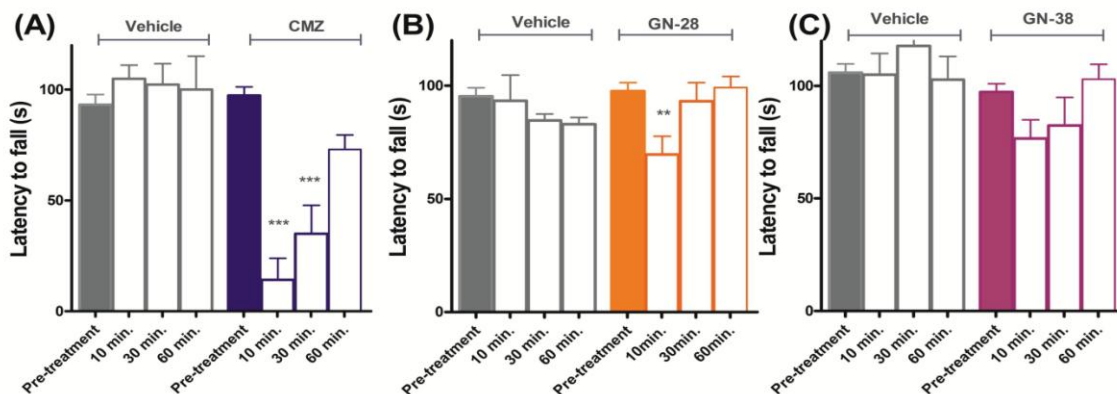 (A)
Vehicle
CMZ
Latency to fall (s)
100
50
0
***
***
Pre-treatment
10 min.
30 min.
60 min.
Pre-treatment
10 min.
30 min.
60 min.
(B)
Vehicle
GN-28
Latency to fall (s)
100
50
0
**
Pre-treatment
10 min.
30 min.
60 min.
Pre-treatment
10min.
30min.
60min.
(C)
Vehicle
GN-38
Latency to fall (s)
100
50
0
Pre-treatment
10 min.
30 min.
60 min.
Pre-treatment
10 min.
30 min.
60 min.